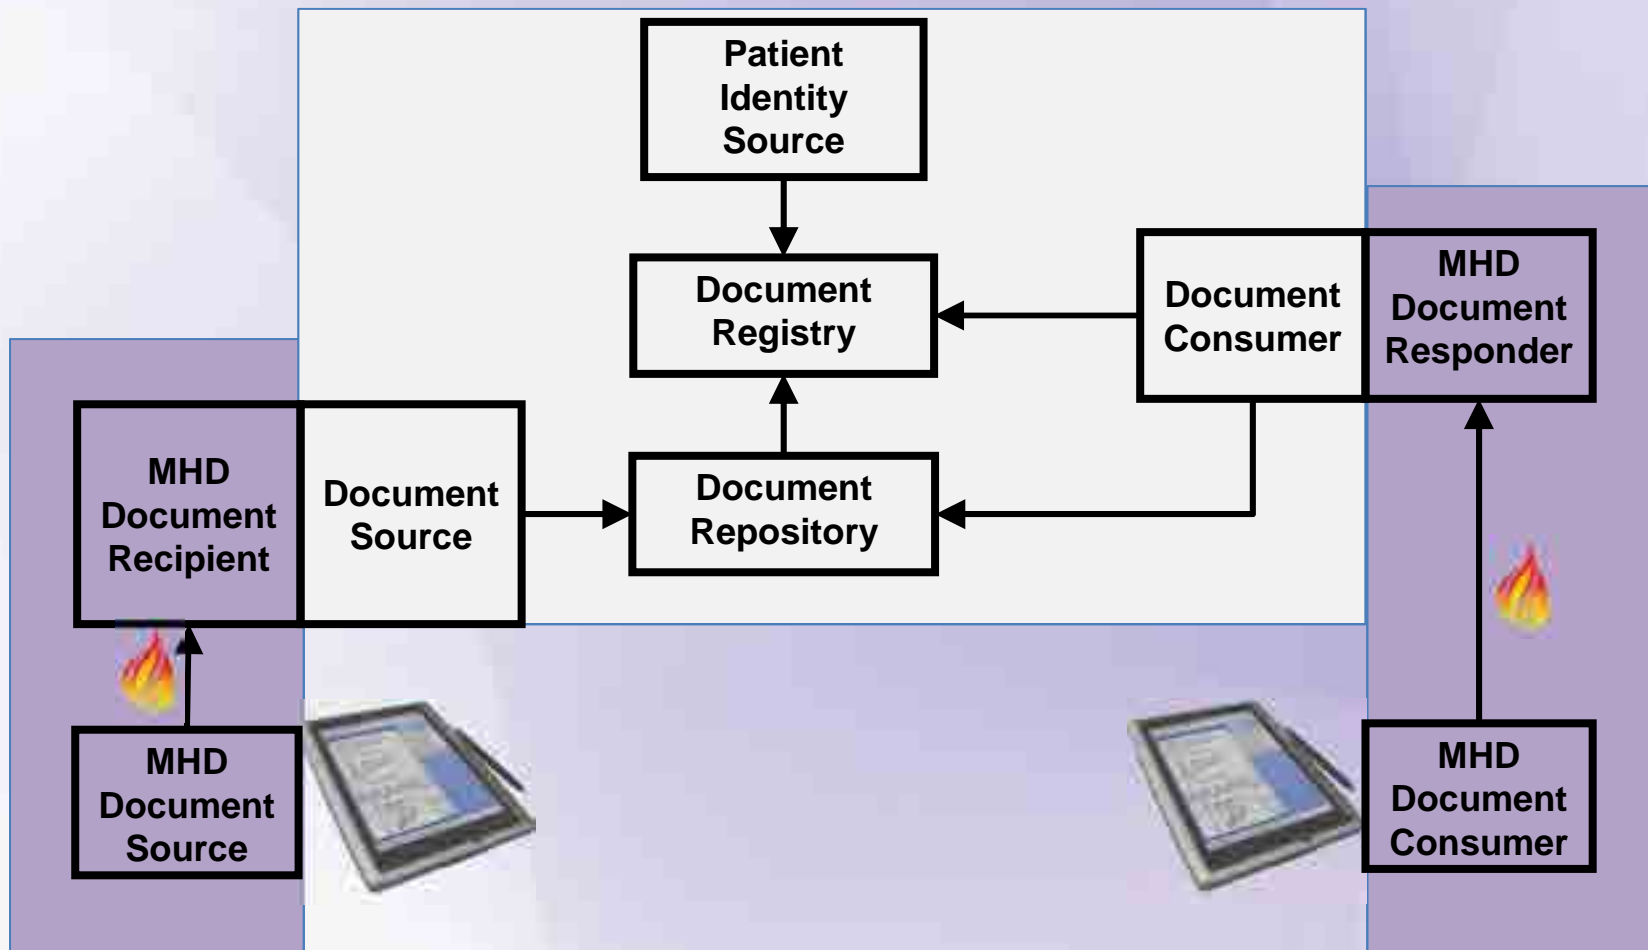 Patient
Identity
Source
Document
Registry
Document
Consumer
MHD
Document
Responder
MHD
Document
Recipient
Document
Source
Document
Repository
MHD
Document
Source
MHD
Document
Consumer